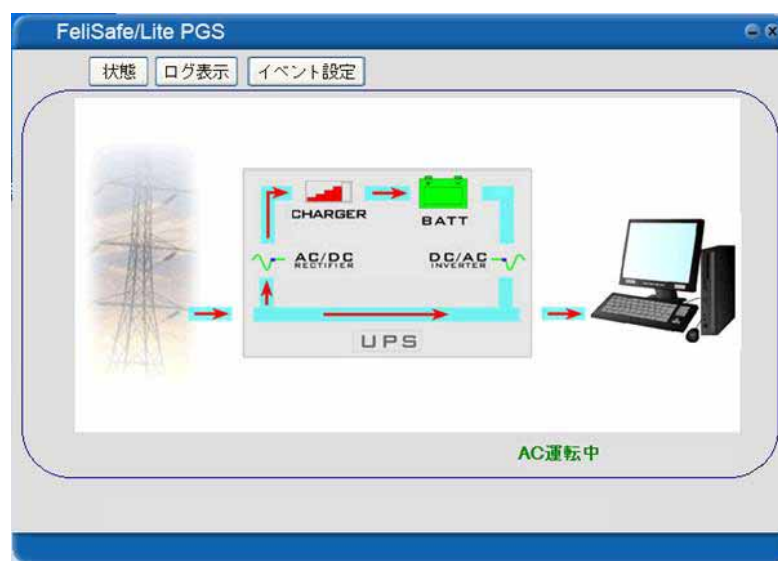 FeliSafe/Lite PGS
状態 ログ表示 イベント設定
CHARGER
BATT
AC/DC
RECTIFIER
DC/AC
INVERTER
UPS
AC運転中